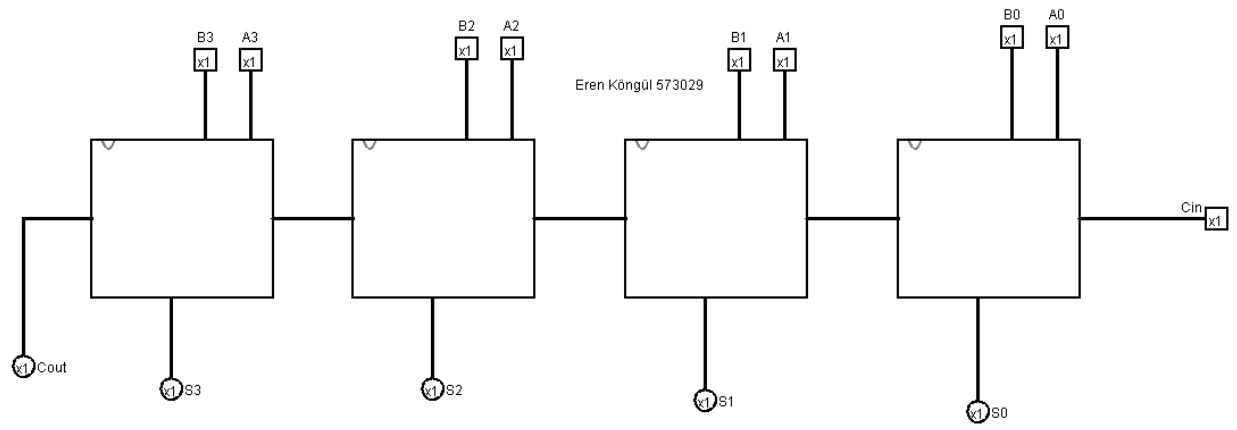 B0 A0
B2 A2
B3 A3
B1 A1
x1 x1
x1 x1
x1 x1
x1 x1
Eren Köngül 573029
Cin
x1
x1 Cout
x1 S3
x1 S2
x1 S1
x1 S0